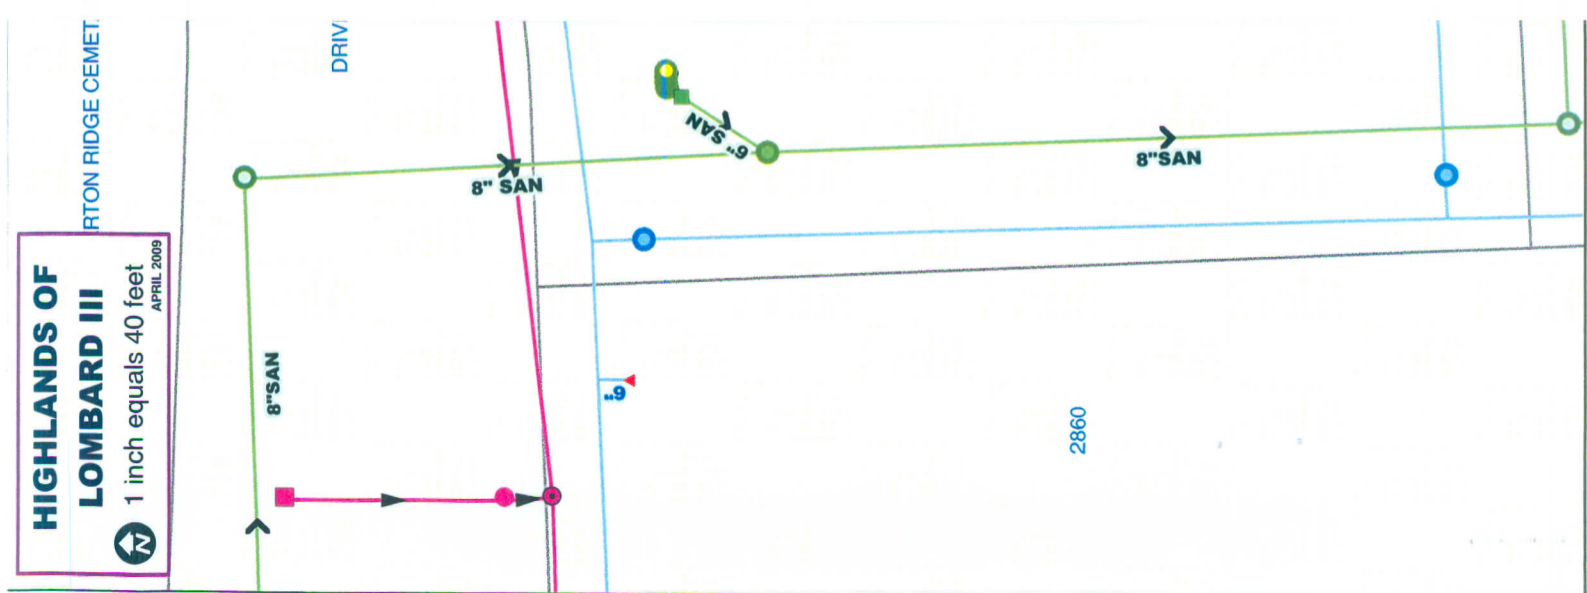 RTON RIDGE CEMET.
DRIV
HIGHLANDS OF
LOMBARD III
1 inch equals 40 feet
APRIL 2009
N
8"SAN
8" SAN
6" SAN
8"SAN
6"
2860